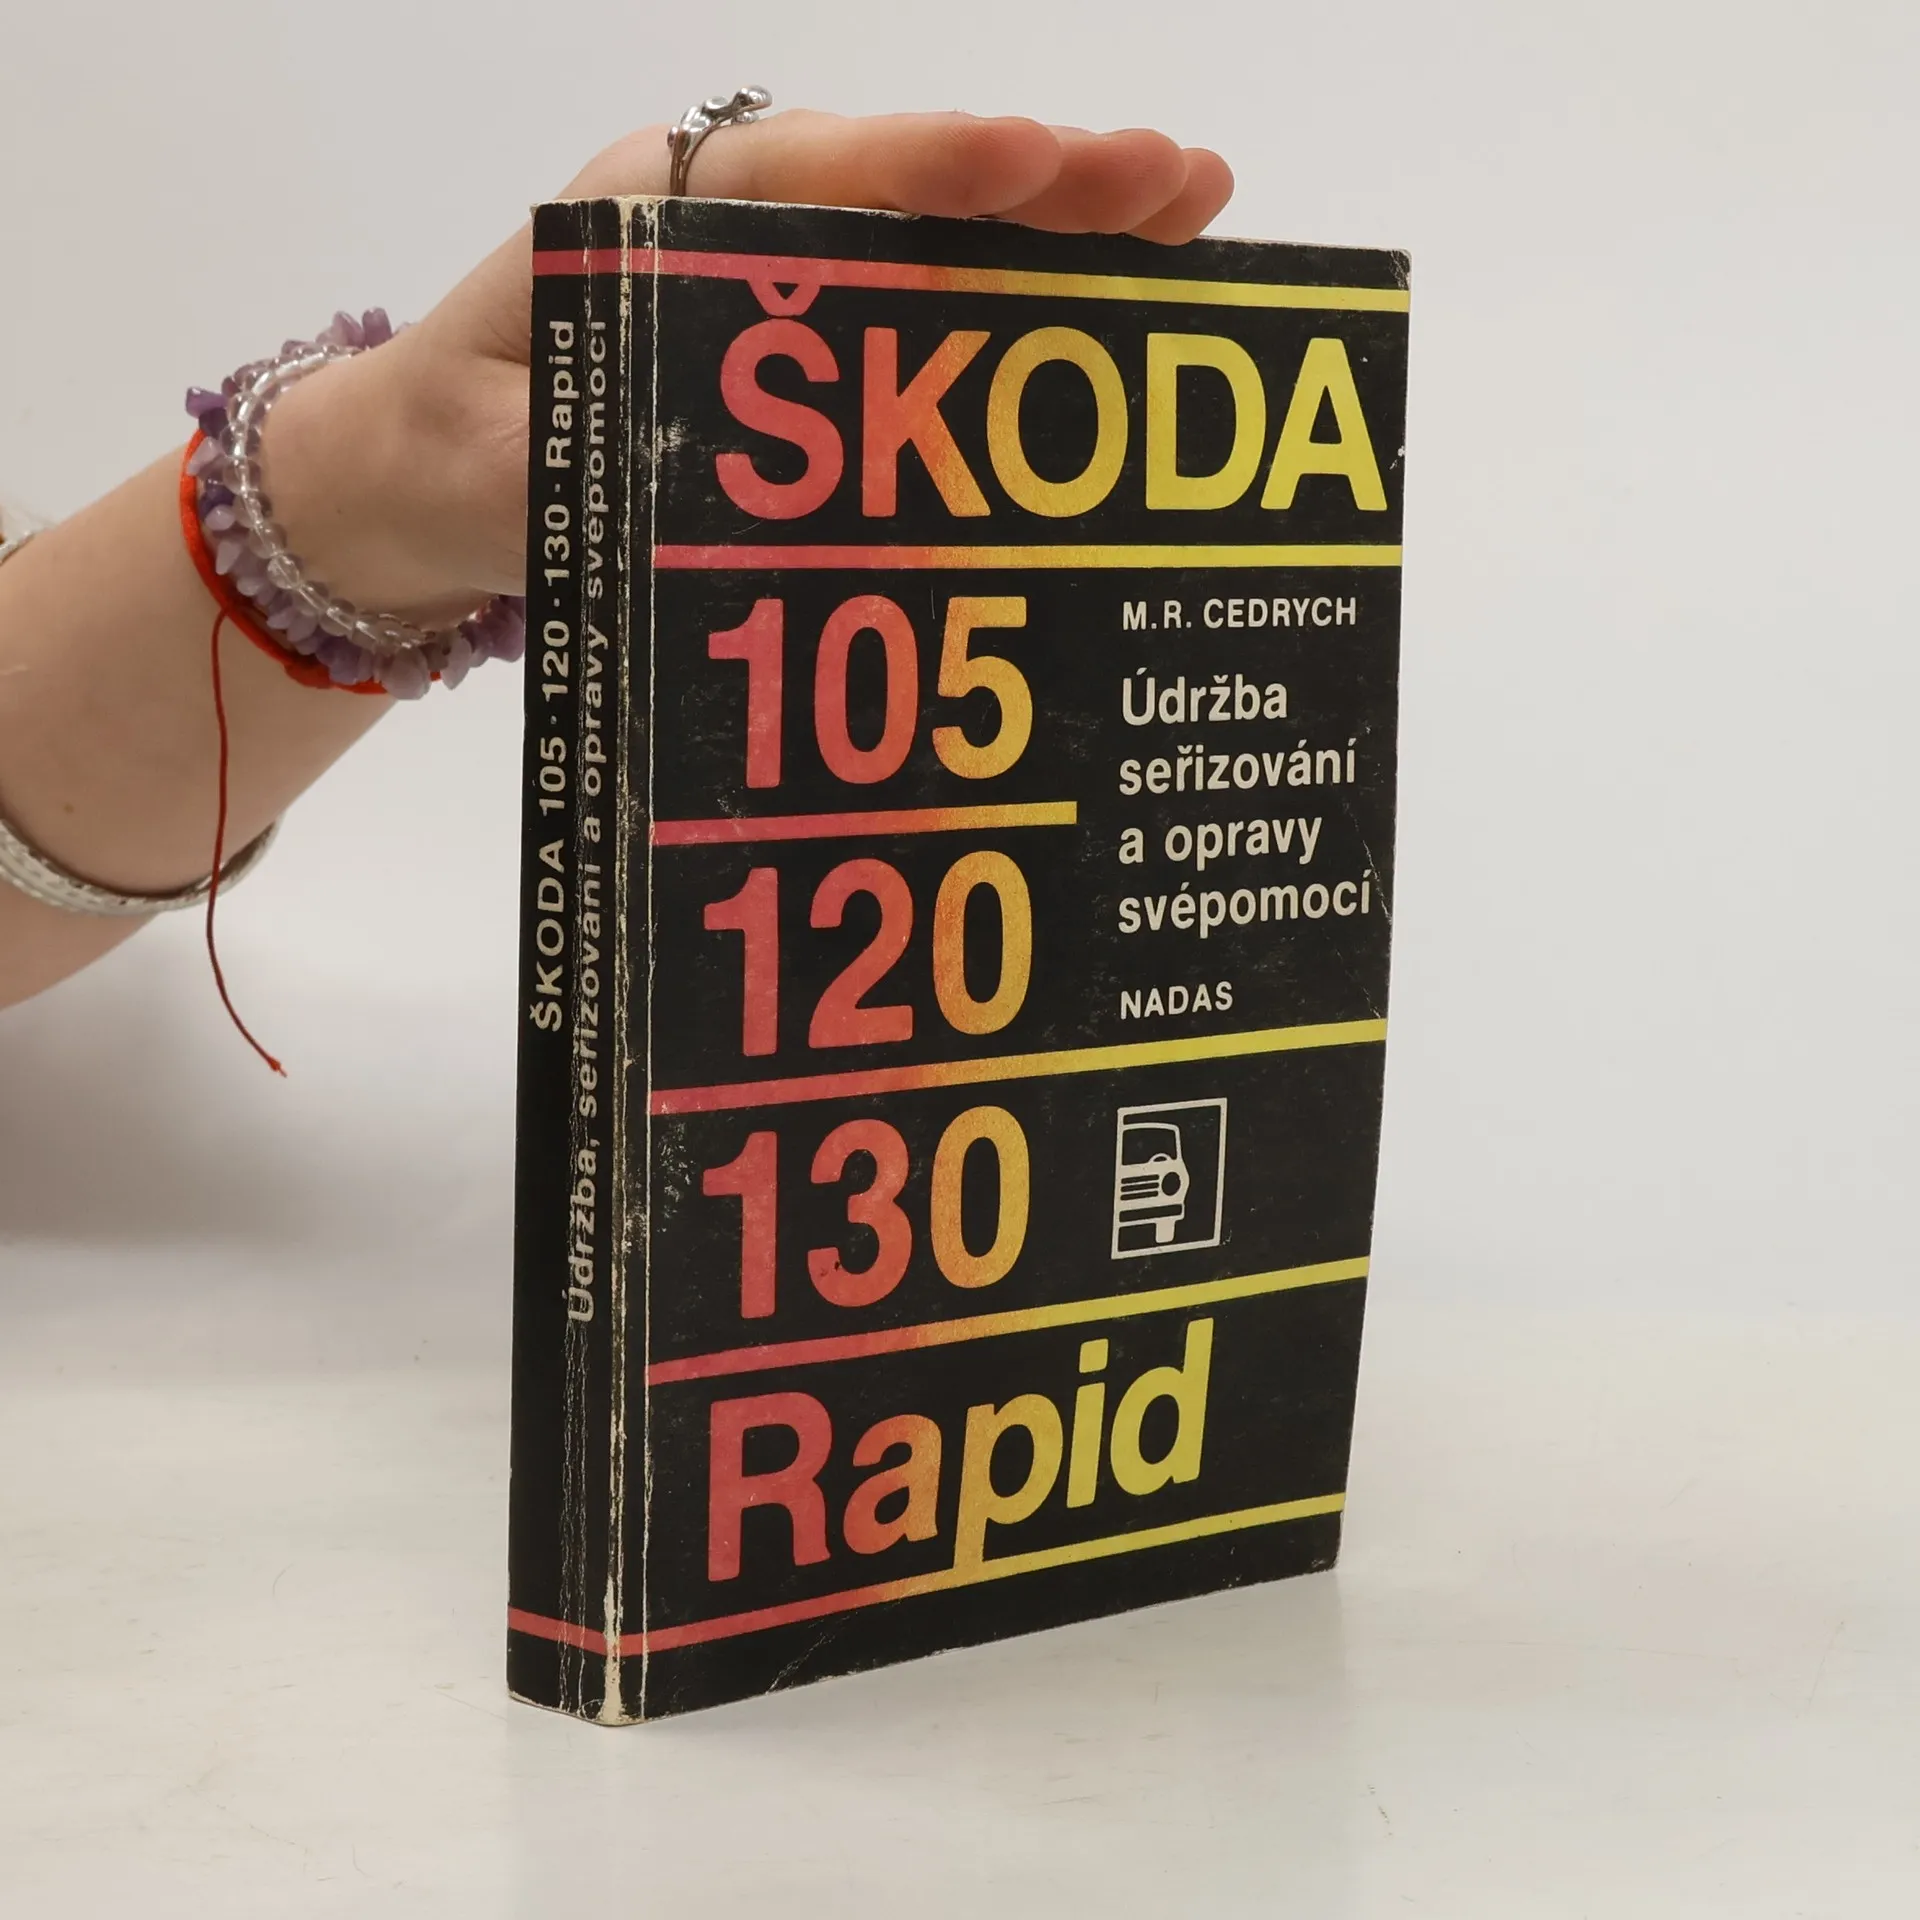 ŠKODA 105·120·130·Rapid
Údržba, seřizování a opravy svépomocí
ŠKODA
105
120
130
Rapid
M.R. CEDRYCH
Údržba
seřizování
a opravy
svépomocí
NADAS